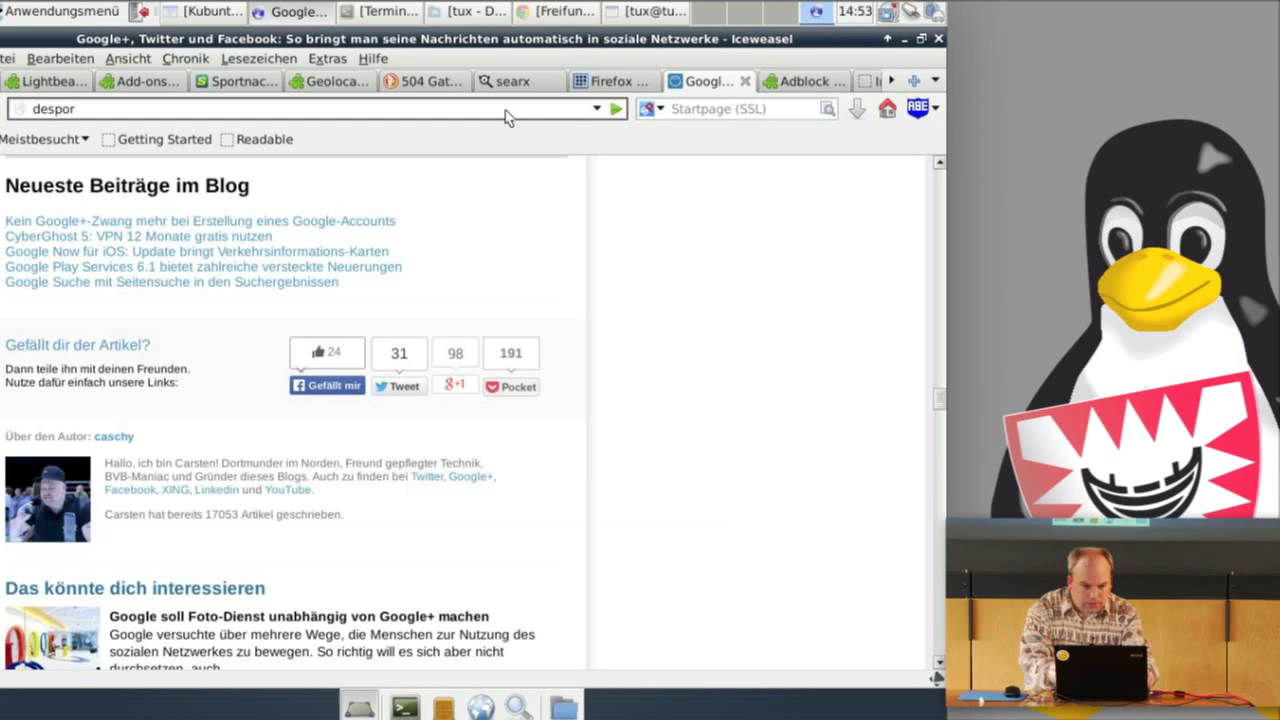 Anwendungsmenü [Kubunt... Google... [Termin... [tux - D... [Freifun... [tux@tu... 14:53
Google+, Twitter und Facebook: So bringt man seine Nachrichten automatisch in soziale Netzwerke - Iceweasel
tei Bearbeiten Ansicht Chronik Lesezeichen Extras Hilfe
Lightbea... Add-ons... Sportnac... Geoloca... 504 Gat... searx Firefox ... Googl... Adblock ...
despor Startpage (SSL) ABE
Meistbesucht Getting Started Readable
Neueste Beiträge im Blog
Kein Google+-Zwang mehr bei Erstellung eines Google-Accounts
CyberGhost 5: VPN 12 Monate gratis nutzen
Google Now für iOS: Update bringt Verkehrsinformations-Karten
Google Play Services 6.1 bietet zahlreiche versteckte Neuerungen
Google Suche mit Seitensuche in den Suchergebnissen
Gefällt dir der Artikel?
Dann teile ihn mit deinen Freunden.
Nutze dafür einfach unsere Links:
24 31 98 191
Gefällt mir Tweet g+1 Pocket
Über den Autor: caschy
Hallo, ich bin Carsten! Dortmunder im Norden, Freund gepflegter Technik,
BVB-Maniac und Gründer dieses Blogs. Auch zu finden bei Twitter, Google+,
Facebook, XING, Linkedin und YouTube.
Carsten hat bereits 17053 Artikel geschrieben.
Das könnte dich interessieren
Google soll Foto-Dienst unabhängig von Google+ machen
Google versuchte über mehrere Wege, die Menschen zur Nutzung des
sozialen Netzwerkes zu bewegen. So richtig will es sich aber nicht
durchsetzen, auch